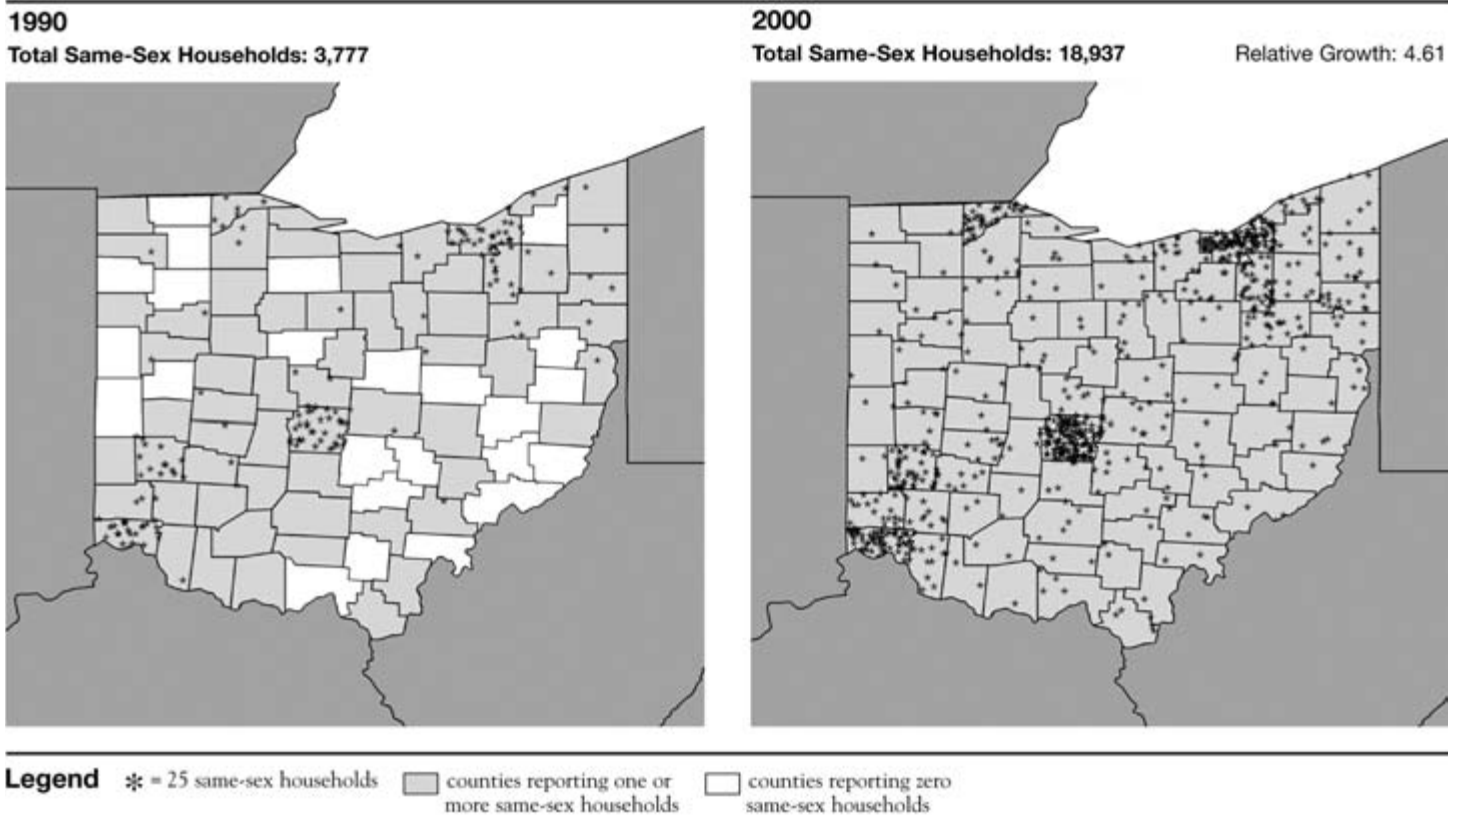 1990
Total Same-Sex Households: 3,777
2000
Total Same-Sex Households: 18,937
Relative Growth: 4.61
Legend
* = 25 same-sex households
counties reporting one or
more same-sex households
counties reporting zero
same-sex households